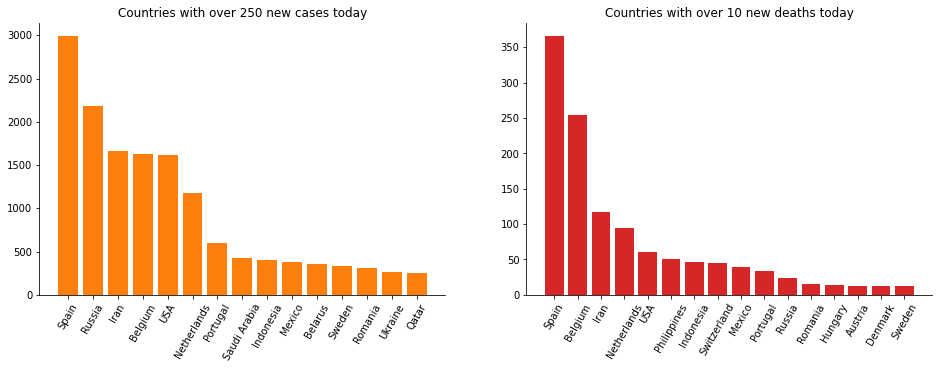 Countries with over 250 new cases today
3000
2500
2000
1500
1000
500
0
Spain
Russia
Iran
Belgium
USA
Netherlands
Portugal
Saudi Arabia
Indonesia
Mexico
Belarus
Sweden
Romania
Ukraine
Qatar
Countries with over 10 new deaths today
350
300
250
200
150
100
50
0
Spain
Belgium
Iran
Netherlands
USA
Philippines
Indonesia
Switzerland
Mexico
Portugal
Russia
Romania
Hungary
Austria
Denmark
Sweden